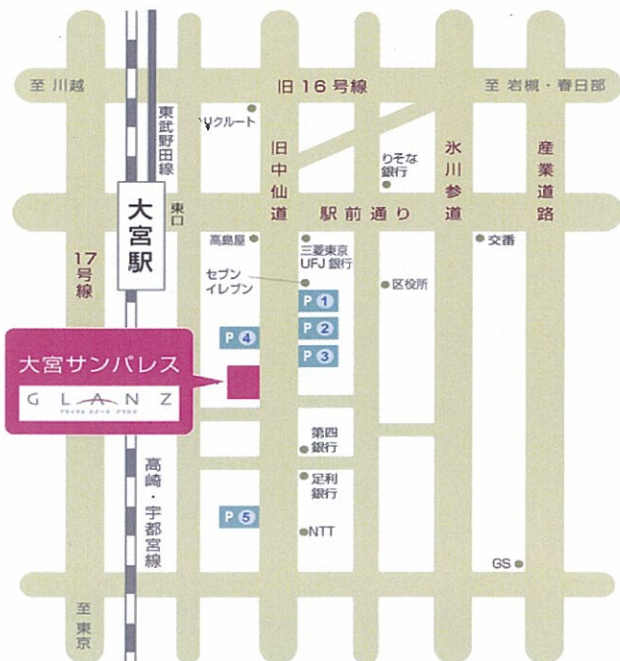 至 川越
旧16号線
至 岩槻・春日部
東武野田線
リクルート
旧中仙道
りそな
銀行
氷川参道
産業道路
大宮駅
東口
駅前通り
17号線
高島屋
三菱東京
UFJ 銀行
交番
セブン
イレブン
区役所
P 1
P 2
P 3
P 4
大宮サンパレス
GLANZ
第四
銀行
足利
銀行
高崎・宇都宮線
P 5
NTT
GS
至 東京